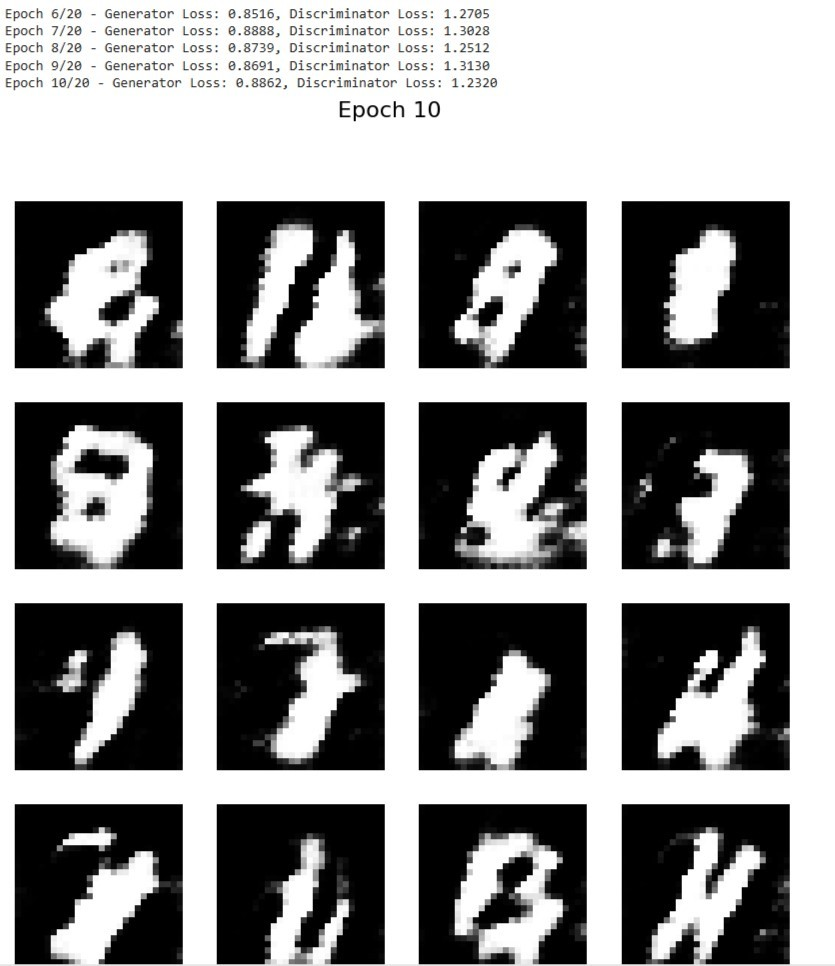 Epoch 6/20 - Generator Loss: 0.8516, Discriminator Loss: 1.2705
Epoch 7/20 - Generator Loss: 0.8888, Discriminator Loss: 1.3028
Epoch 8/20 - Generator Loss: 0.8739, Discriminator Loss: 1.2512
Epoch 9/20 - Generator Loss: 0.8691, Discriminator Loss: 1.3130
Epoch 10/20 - Generator Loss: 0.8862, Discriminator Loss: 1.2320
Epoch 10